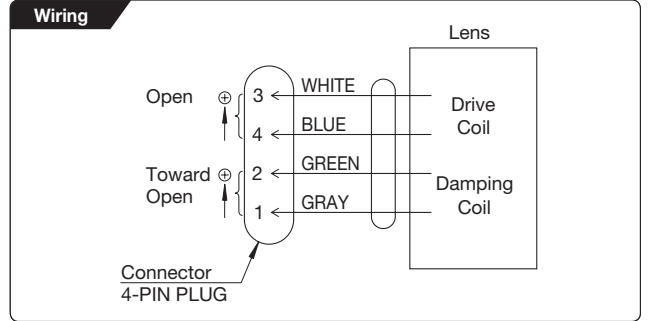 Wiring
Lens
Open ⊕ 3 WHITE
Drive
Coil
4 BLUE
Toward ⊕ 2 GREEN
Open
Damping
Coil
1 GRAY
Connector
4-PIN PLUG